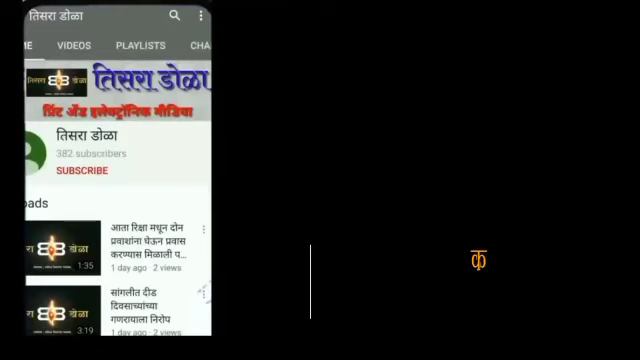 तिसरा डोळा
ME VIDEOS PLAYLISTS CHA
तिसरा डोळा
तिसरा डोळा
प्रिंट अँड इलेक्ट्रॉनिक मीडिया
तिसरा डोळा
382 subscribers
SUBSCRIBE
oads
आता रिक्षा मधून दोन
प्रवाशांना घेऊन प्रवास
करण्यास मिळाली प...
1 day ago · 2 views
रा डोळा
1:35
सांगलीत दीड
दिवसाच्यांच्या
गणरायाला निरोप
1 day ago · 2 views
रा डोळा
3:19
क